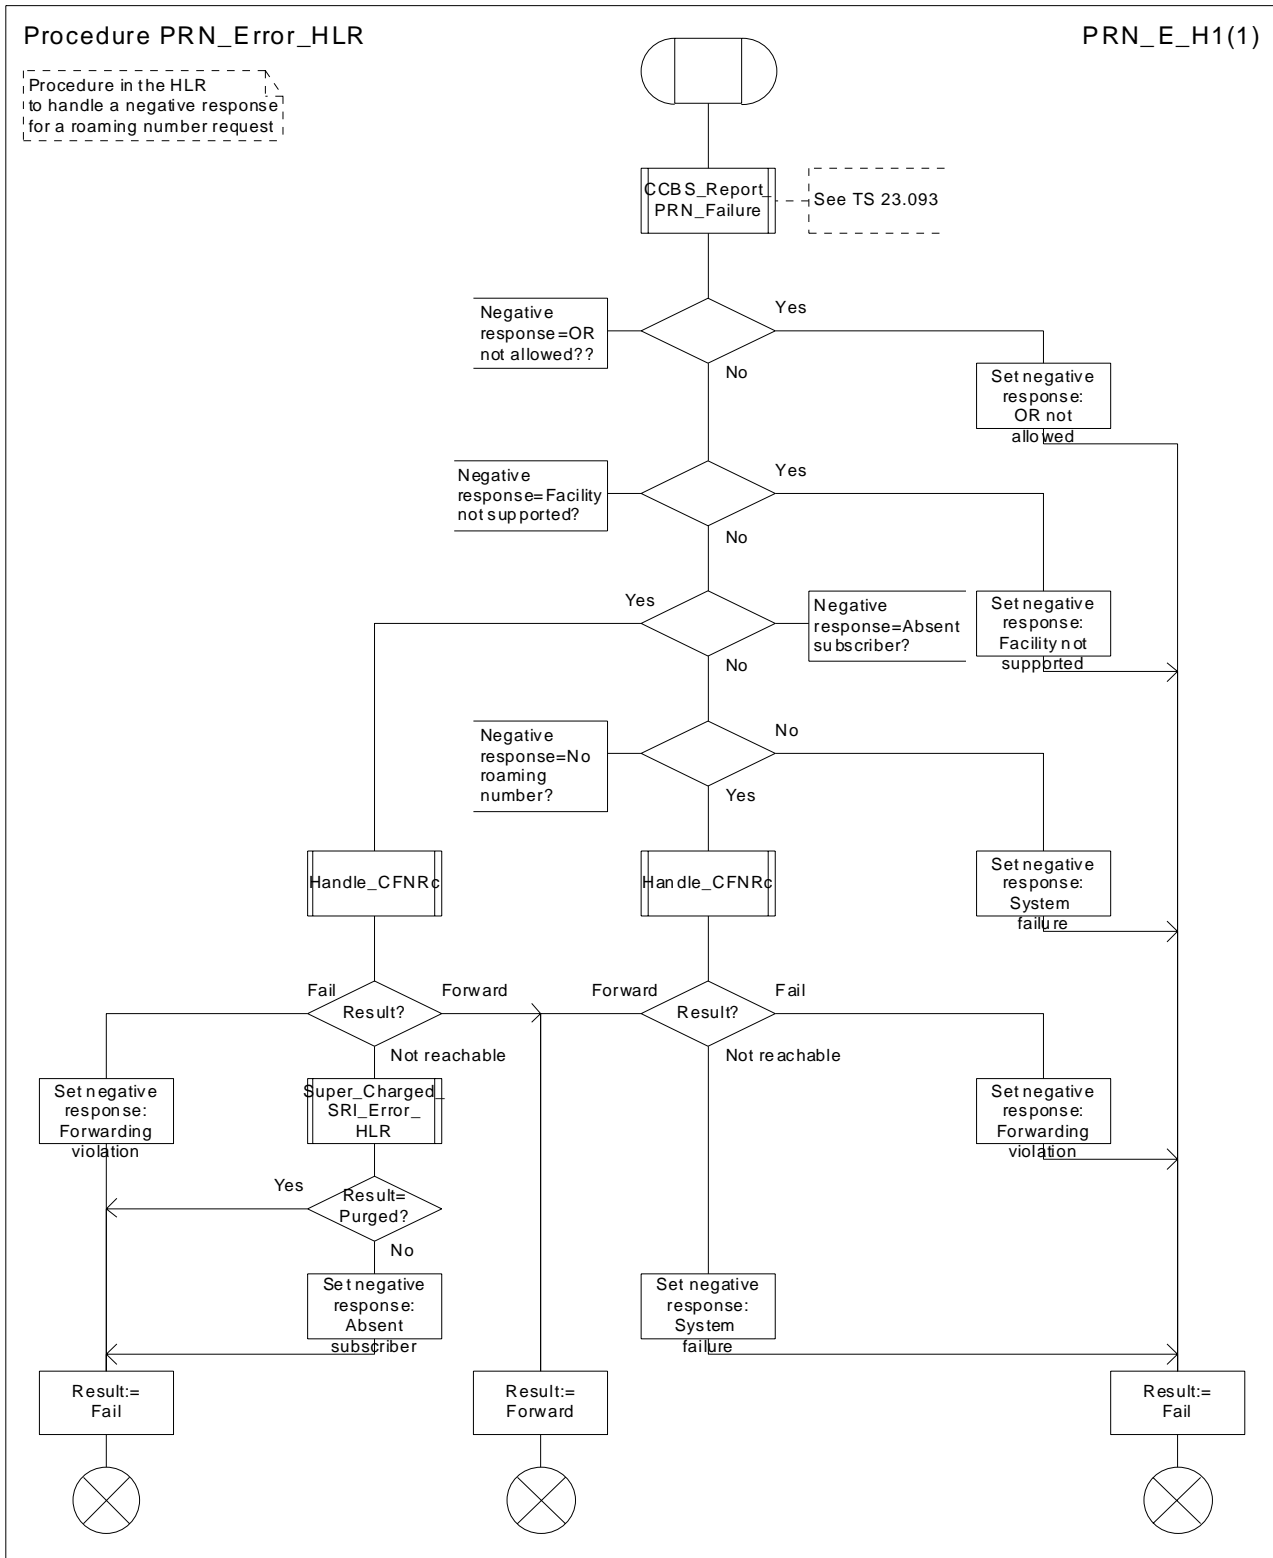 Procedure PRN_Error_HLR
PRN_E_H1(1)
Procedure in the HLR
to handle a negative response
for a roaming number request
CCBS_Report_
PRN_Failure
See TS 23.093
Negative
response=OR
not allowed??
Yes
No
Set negative
response:
OR not
allowed
Negative
response=Facility
not supported?
Yes
No
Set negative
response:
Facility not
supported
Yes
Negative
response=Absent
subscriber?
No
Negative
response=No
roaming
number?
No
Yes
Set negative
response:
System
failure
Handle_CFNRc
Handle_CFNRc
Fail
Result?
Forward
Not reachable
Forward
Result?
Fail
Not reachable
Set negative
response:
Forwarding
violation
Super_Charged_
SRI_Error_
HLR
Set negative
response:
Forwarding
violation
Yes
Result=
Purged?
No
Set negative
response:
Absent
subscriber
Set negative
response:
System
failure
Result:=
Fail
Result:=
Forward
Result:=
Fail